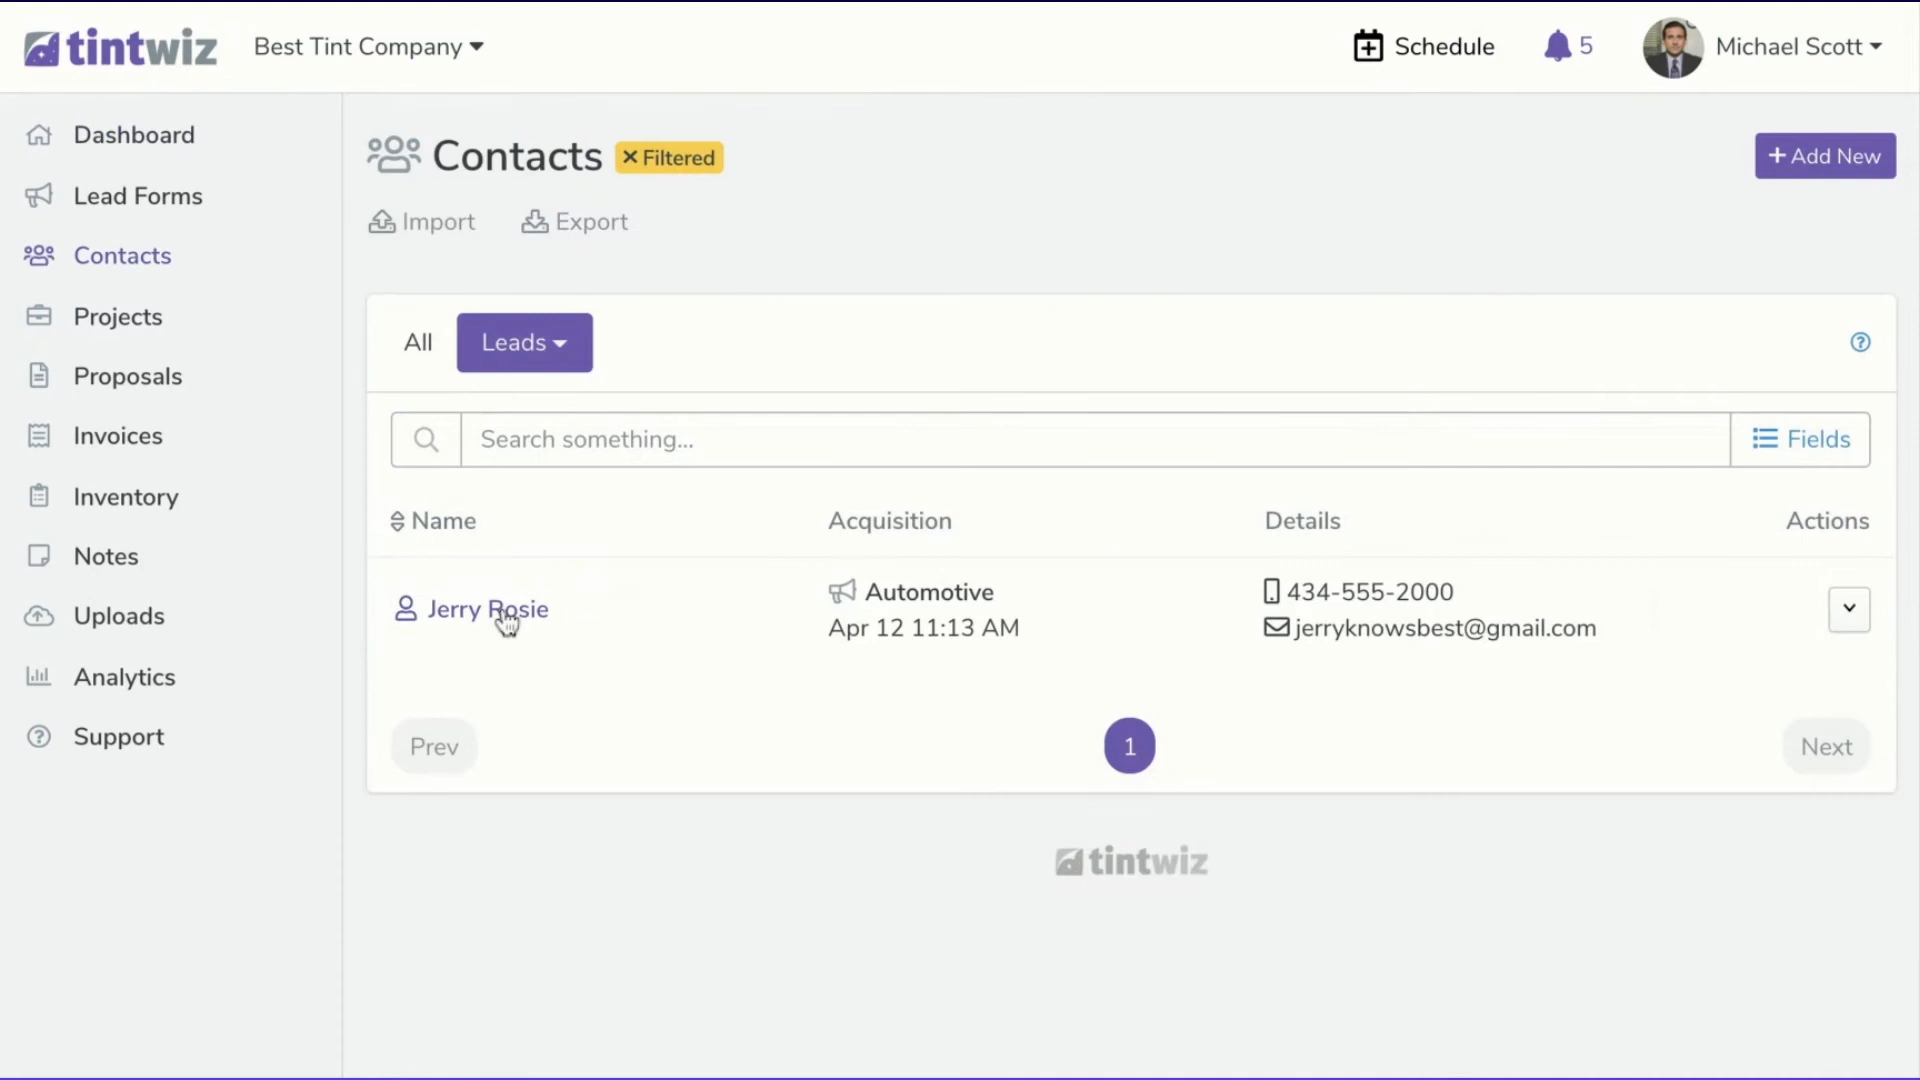 tintwiz
Best Tint Company
Schedule
5
Michael Scott
Dashboard
Lead Forms
Contacts
Projects
Proposals
Invoices
Inventory
Notes
Uploads
Analytics
Support
Contacts
Filtered
Add New
Import
Export
All
Leads
Search something...
Fields
Name
Acquisition
Details
Actions
Jerry Rosie
Automotive
Apr 12 11:13 AM
434-555-2000
jerryknowsbest@gmail.com
Prev
1
Next
tintwiz